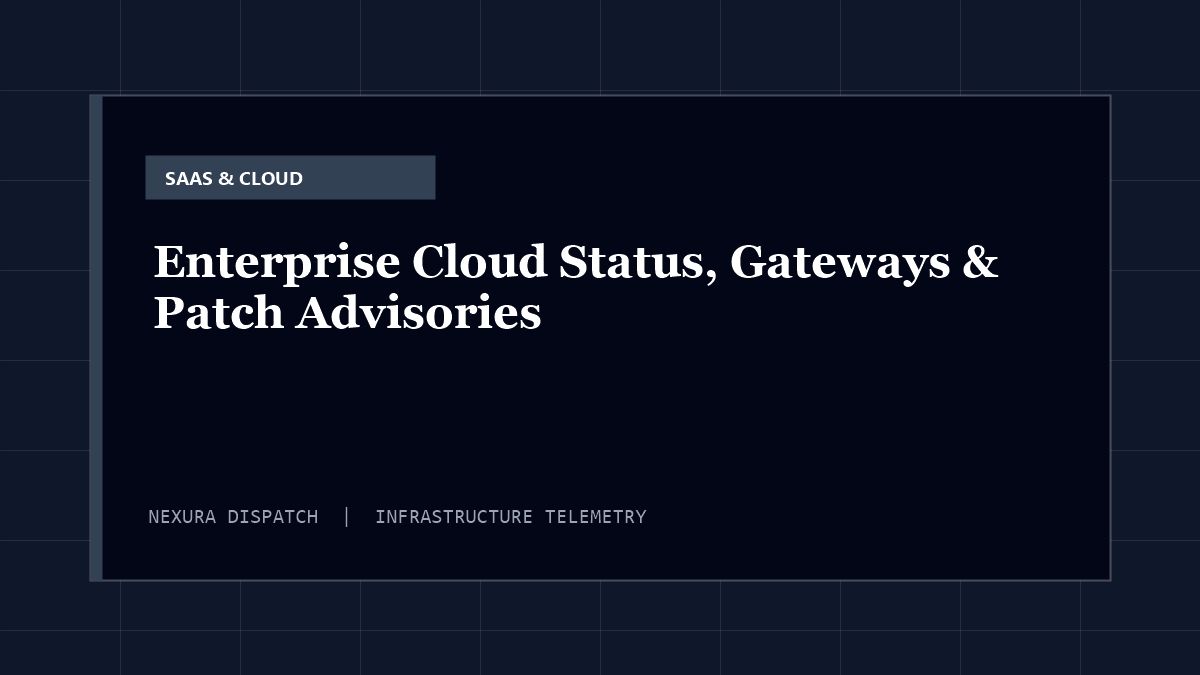 SAAS & CLOUD
Enterprise Cloud Status, Gateways &
Patch Advisories
NEXURA DISPATCH | INFRASTRUCTURE TELEMETRY